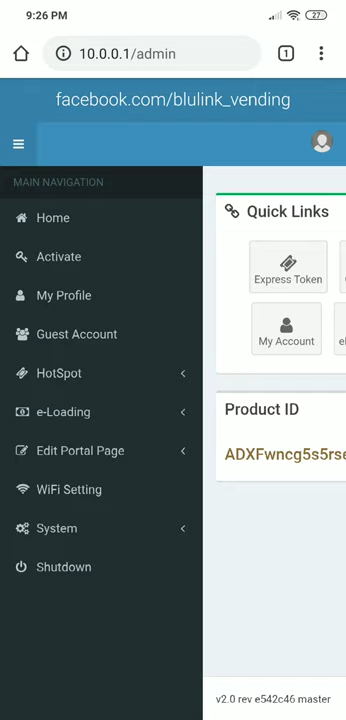 9:26 PM
27
10.0.0.1/admin
1
facebook.com/blulink_vending
MAIN NAVIGATION
Home
Activate
My Profile
Guest Account
HotSpot
e-Loading
Edit Portal Page
WiFi Setting
System
Shutdown
Quick Links
Express Token
My Account
Product ID
ADXFwncg5s5rse
v2.0 rev e542c46 master